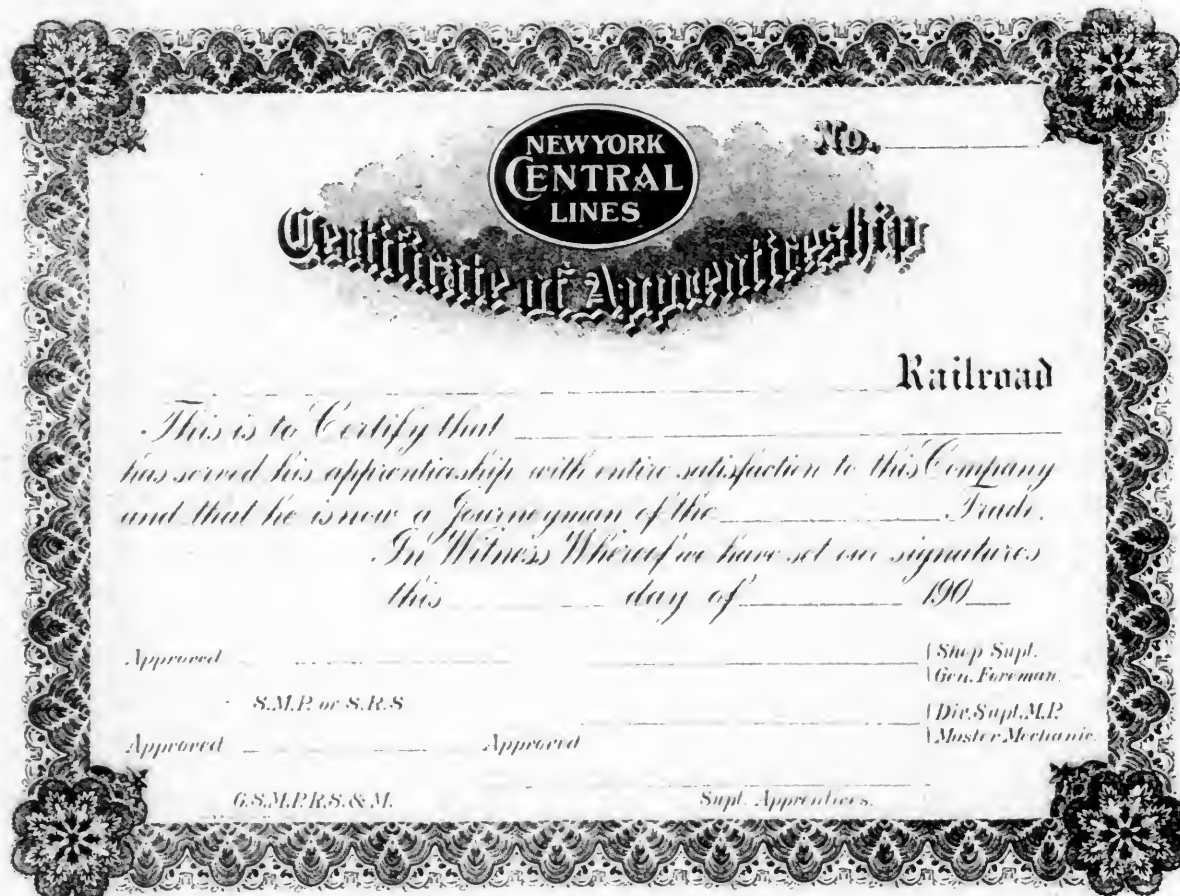 NEW YORK
CENTRAL
LINES
No.
Certificate of Apprenticeship
Railroad
This is to Certify that
has served his apprenticeship with entire satisfaction to this Company
and that he is now a Journeyman of the Trade.
In Witness Whereof we have set our signatures
this day of 190
Approved Shop Supt.
Gen. Foreman.
S.M.P. or S.R.S
Div. Supt. M.P.
Master Mechanic.
Approved Approved
G.S.M.P.R.S. & M. Supt. Apprentices.